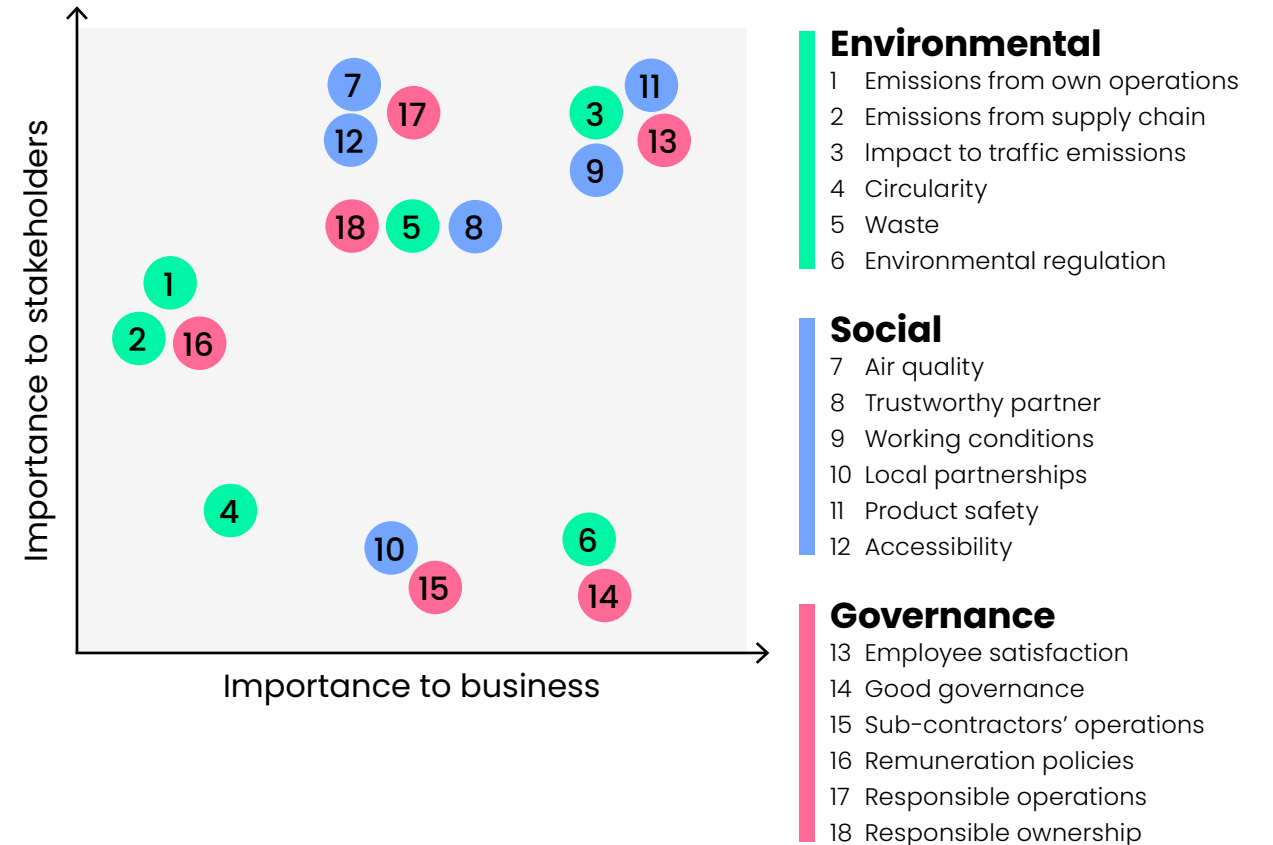 Importance to stakeholders
7
11
17
3
12
13
9
18 5 8
1
2 16
4
6
10
15
14
Importance to business
Environmental
1 Emissions from own operations
2 Emissions from supply chain
3 Impact to traffic emissions
4 Circularity
5 Waste
6 Environmental regulation
Social
7 Air quality
8 Trustworthy partner
9 Working conditions
10 Local partnerships
11 Product safety
12 Accessibility
Governance
13 Employee satisfaction
14 Good governance
15 Sub-contractors’ operations
16 Remuneration policies
17 Responsible operations
18 Responsible ownership